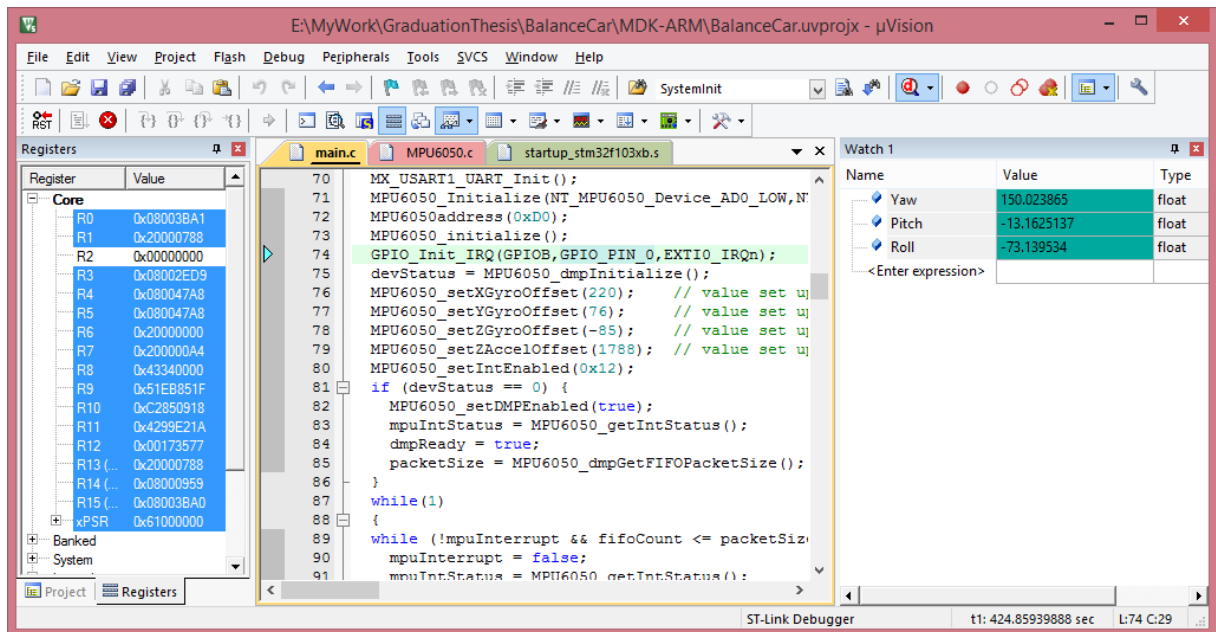 E:\MyWork\GraduationThesis\BalanceCar\MDK-ARM\BalanceCar.uvprojx - µVision
File Edit View Project Flash Debug Peripherals Tools SVCS Window Help
SystemInit
RST
Registers
Register Value
Core
R0 0x08003BA1
R1 0x20000788
R2 0x00000000
R3 0x08002ED9
R4 0x080047A8
R5 0x080047A8
R6 0x20000000
R7 0x200000A4
R8 0x43340000
R9 0x51EB851F
R10 0xC2850918
R11 0x4299E21A
R12 0x00173577
R13 (... 0x20000788
R14 (... 0x08000959
R15 (... 0x08003BA0
xPSR 0x61000000
Banked
System
Project Registers
main.c MPU6050.c startup_stm32f103xb.s
70 MX_USART1_UART_Init();
71 MPU6050_Initialize(NT_MPU6050_Device_AD0_LOW,N
72 MPU6050address(0xD0);
73 MPU6050_initialize();
74 GPIO_Init_IRQ(GPIOB,GPIO_PIN_0,EXTI0_IRQn);
75 devStatus = MPU6050_dmpInitialize();
76 MPU6050_setXGyroOffset(220); // value set u
77 MPU6050_setYGyroOffset(76); // value set u
78 MPU6050_setZGyroOffset(-85); // value set u
79 MPU6050_setZAccelOffset(1788); // value set u
80 MPU6050_setIntEnabled(0x12);
81 if (devStatus == 0) {
82 MPU6050_setDMPEnabled(true);
83 mpuIntStatus = MPU6050_getIntStatus();
84 dmpReady = true;
85 packetSize = MPU6050_dmpGetFIFOPacketSize();
86 }
87 while(1)
88 {
89 while (!mpuInterrupt && fifoCount <= packetSiz
90 mpuInterrupt = false;
91 mpuIntStatus = MPU6050_getIntStatus();
Watch 1
Name Value Type
Yaw 150.023865 float
Pitch -13.1625137 float
Roll -73.139534 float
<Enter expression>
ST-Link Debugger t1: 424.85939888 sec L:74 C:29